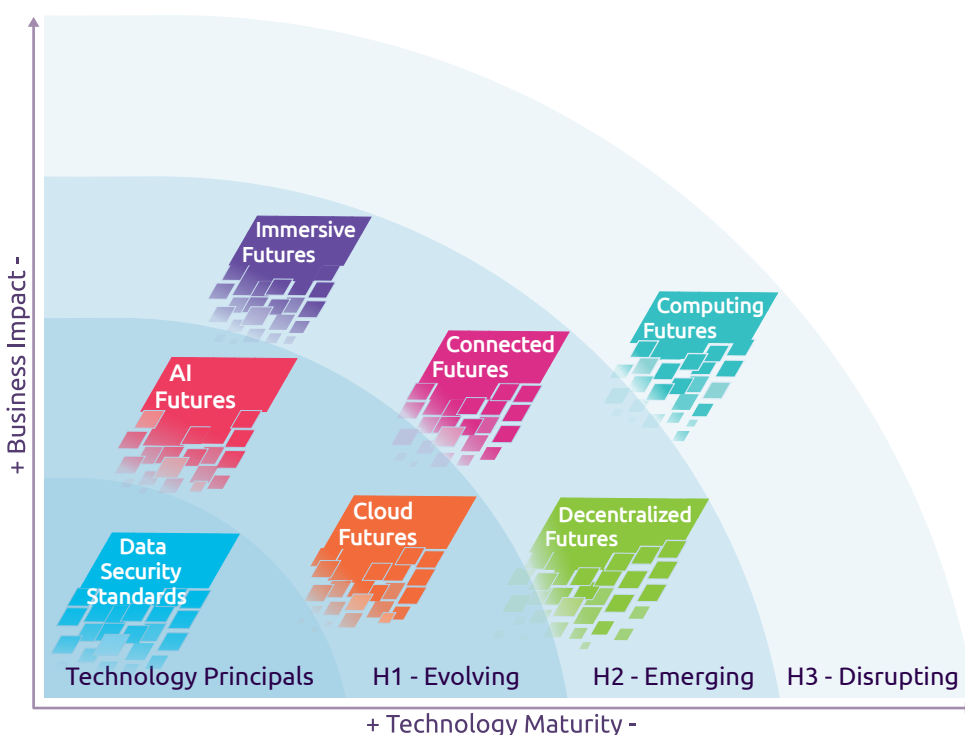 + Business Impact -
Immersive
Futures
Computing
Futures
Connected
Futures
AI
Futures
Cloud
Futures
Decentralized
Futures
Data
Security
Standards
Technology Principals
H1 - Evolving
H2 - Emerging
H3 - Disrupting
+ Technology Maturity -